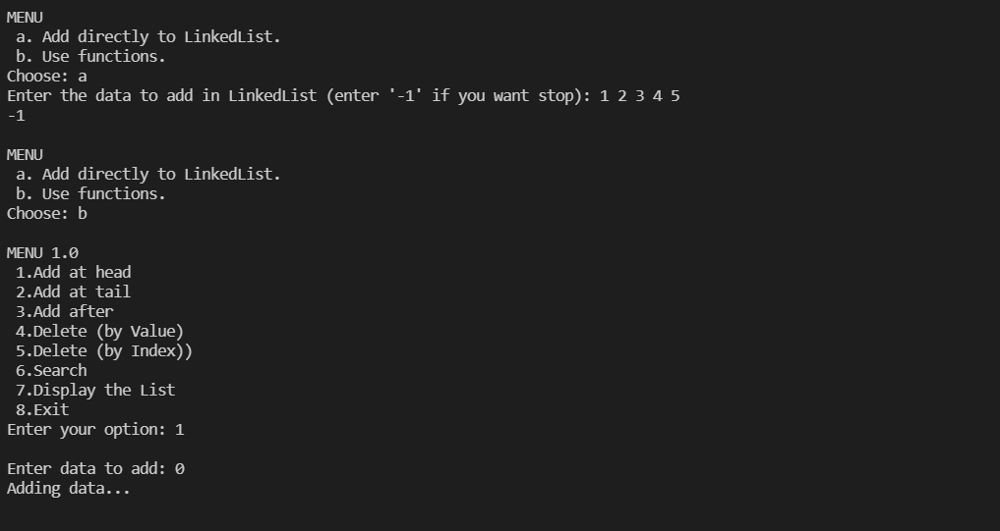 MENU
a. Add directly to LinkedList.
b. Use functions.
Choose: a
Enter the data to add in LinkedList (enter '-1' if you want stop): 1 2 3 4 5
-1
MENU
a. Add directly to LinkedList.
b. Use functions.
Choose: b
MENU 1.0
1.Add at head
2.Add at tail
3.Add after
4.Delete (by Value)
5.Delete (by Index))
6.Search
7.Display the List
8.Exit
Enter your option: 1
Enter data to add: 0
Adding data...